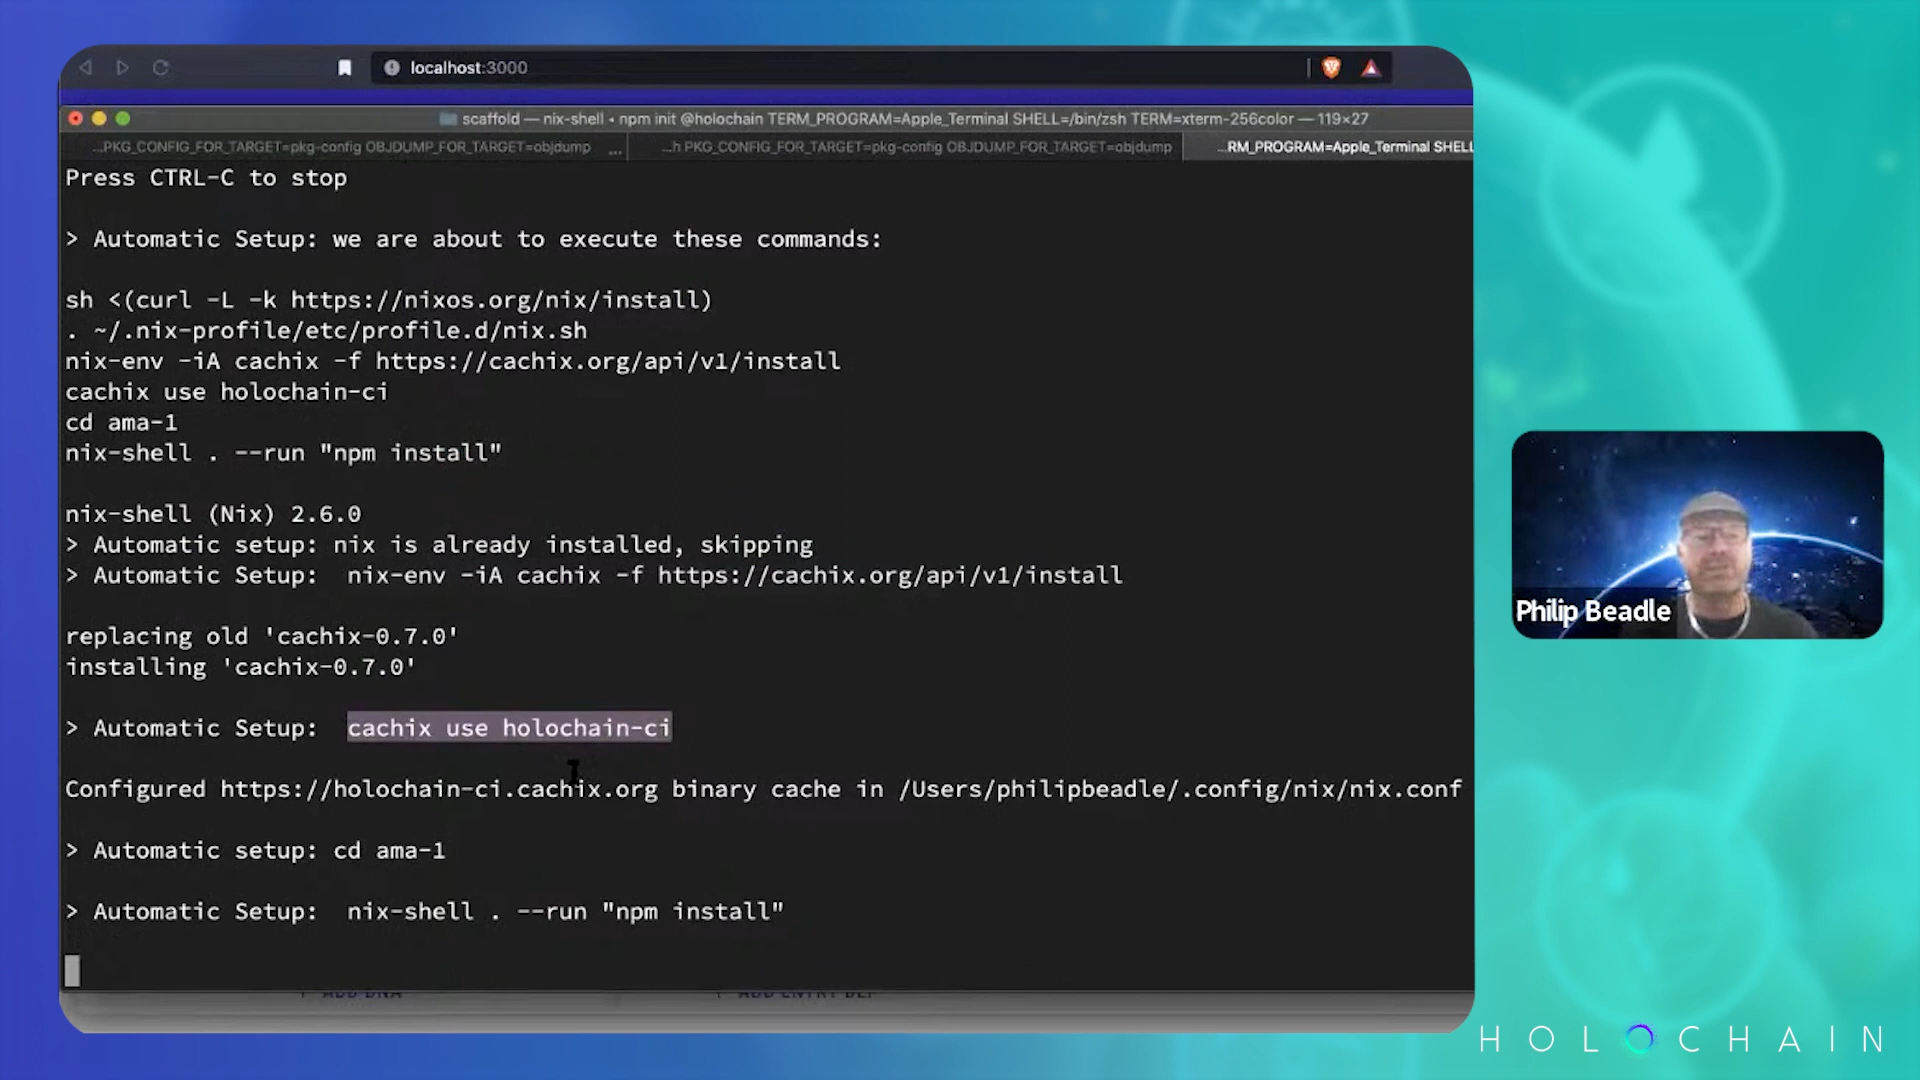 localhost:3000
scaffold — nix-shell • npm init @holochain TERM_PROGRAM=Apple_Terminal SHELL=/bin/zsh TERM=xterm-256color — 119×27
...PKG_CONFIG_FOR_TARGET=pkg-config OBJDUMP_FOR_TARGET=objdump ...
...h PKG_CONFIG_FOR_TARGET=pkg-config OBJDUMP_FOR_TARGET=objdump
...RM_PROGRAM=Apple_Terminal SHELL
Press CTRL-C to stop
> Automatic Setup: we are about to execute these commands:
sh <(curl -L -k https://nixos.org/nix/install)
. ~/.nix-profile/etc/profile.d/nix.sh
nix-env -iA cachix -f https://cachix.org/api/v1/install
cachix use holochain-ci
cd ama-1
nix-shell . --run "npm install"
nix-shell (Nix) 2.6.0
> Automatic setup: nix is already installed, skipping
> Automatic Setup:  nix-env -iA cachix -f https://cachix.org/api/v1/install
replacing old 'cachix-0.7.0'
installing 'cachix-0.7.0'
> Automatic Setup:  cachix use holochain-ci
Configured https://holochain-ci.cachix.org binary cache in /Users/philipbeadle/.config/nix/nix.conf
> Automatic setup: cd ama-1
> Automatic Setup:  nix-shell . --run "npm install"
ADD DNA
ADD ENTRY DEF
Philip Beadle
HOLOCHAIN